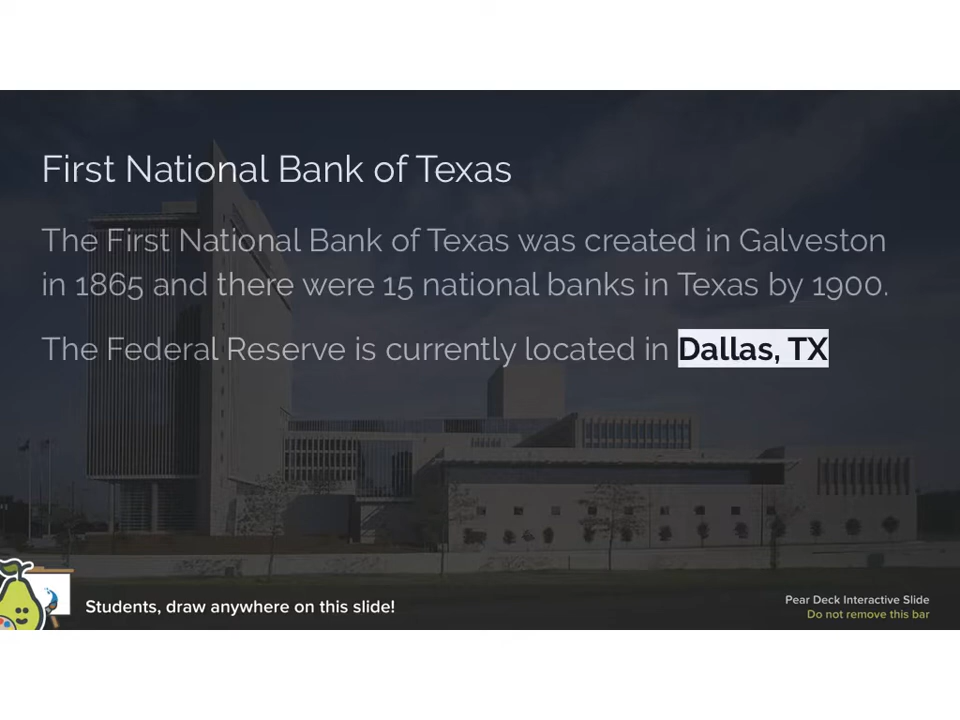 First National Bank of Texas
The First National Bank of Texas was created in Galveston
in 1865 and there were 15 national banks in Texas by 1900.
The Federal Reserve is currently located in Dallas, TX
Students, draw anywhere on this slide!
Pear Deck Interactive Slide
Do not remove this bar